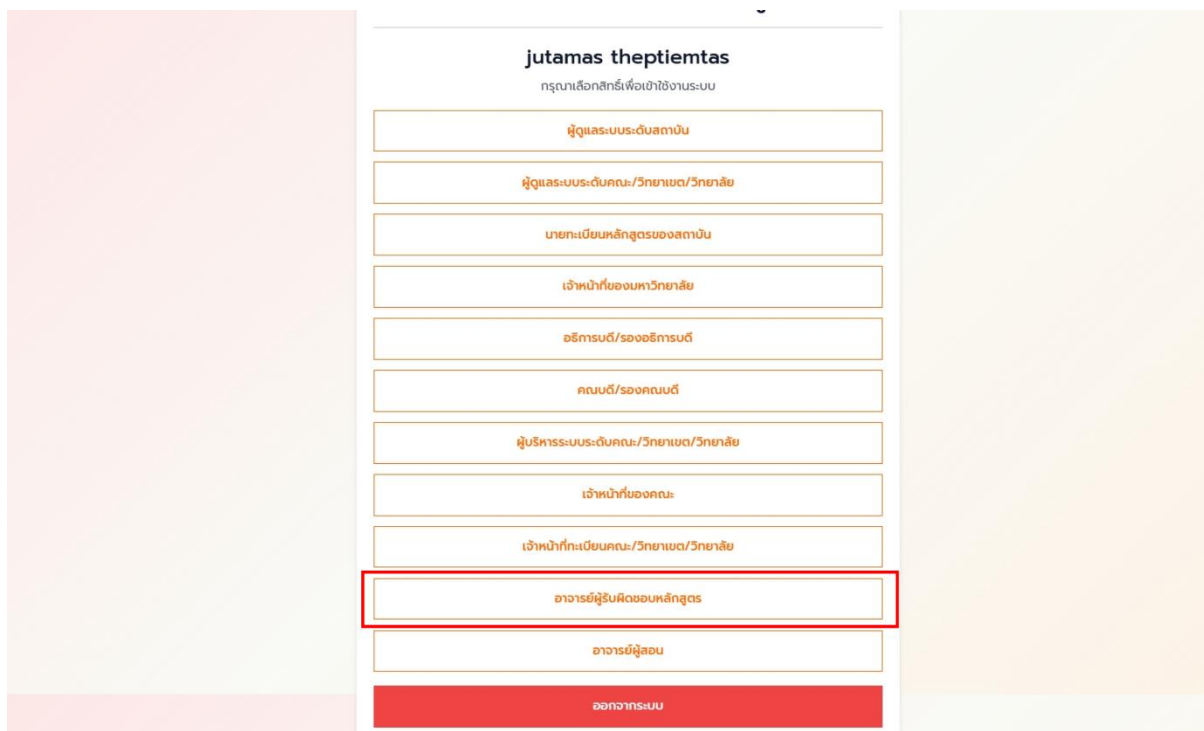 jutamas theptiemtas
กรุณาเลือกสิทธิ์เพื่อเข้าใช้งานระบบ
ผู้ดูแลระบบระดับสถาบัน
ผู้ดูแลระบบระดับคณะ/วิทยาเขต/วิทยาลัย
นายทะเบียนหลักสูตรของสถาบัน
เจ้าหน้าที่ของมหาวิทยาลัย
อธิการบดี/รองอธิการบดี
คณบดี/รองคณบดี
ผู้บริหารระบบระดับคณะ/วิทยาเขต/วิทยาลัย
เจ้าหน้าที่ของคณะ
เจ้าหน้าที่ทะเบียนคณะ/วิทยาเขต/วิทยาลัย
อาจารย์ผู้รับผิดชอบหลักสูตร
อาจารย์ผู้สอน
ออกจากระบบ